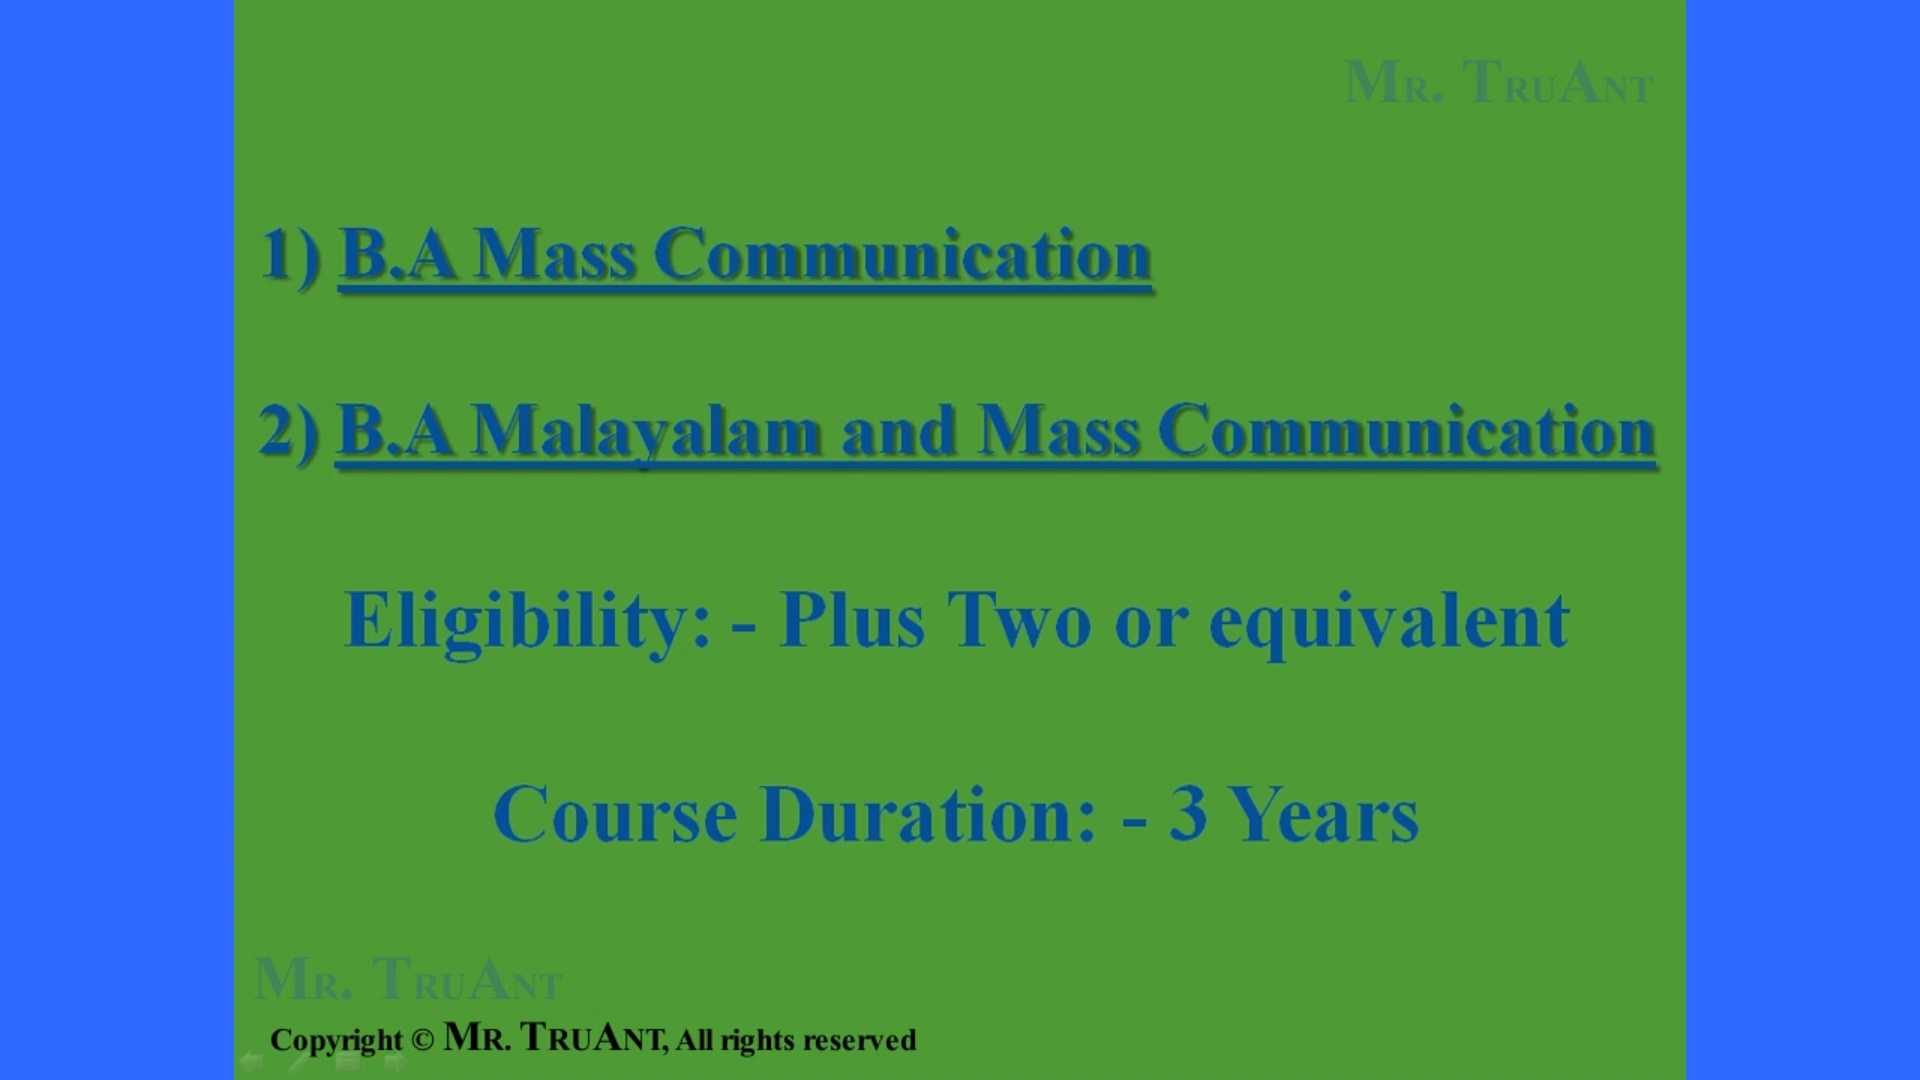 MR. TRUANT
1) B.A Mass Communication
2) B.A Malayalam and Mass Communication
Eligibility: - Plus Two or equivalent
Course Duration: - 3 Years
MR. TRUANT
Copyright © MR. TRUANT, All rights reserved